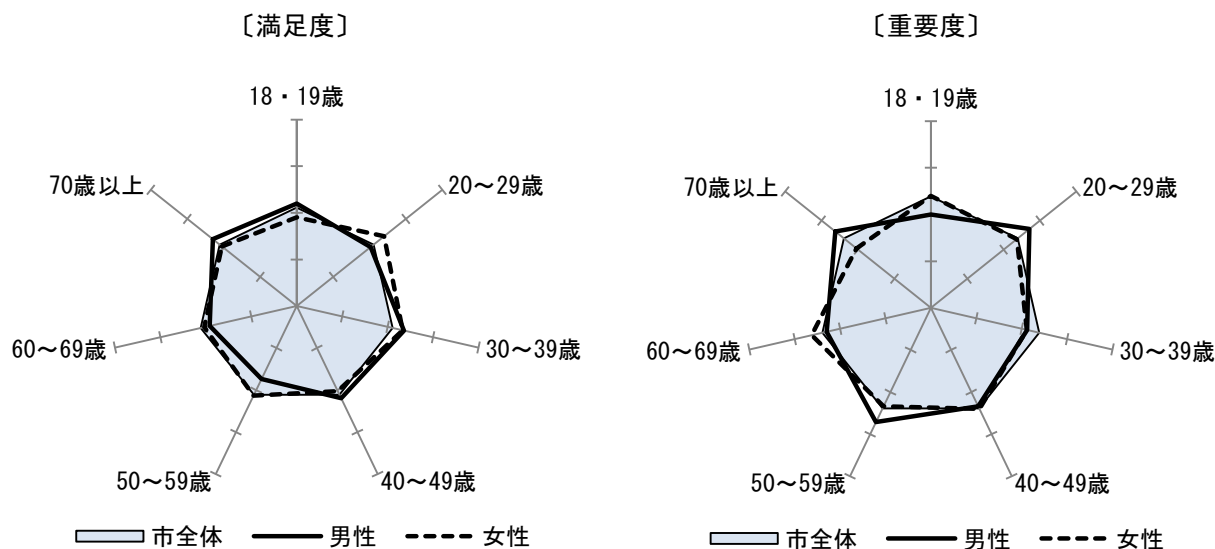 〔満足度〕
18・19歳
20～29歳
30～39歳
40～49歳
50～59歳
60～69歳
70歳以上
市全体 男性 女性
〔重要度〕
18・19歳
20～29歳
30～39歳
40～49歳
50～59歳
60～69歳
70歳以上
市全体 男性 女性